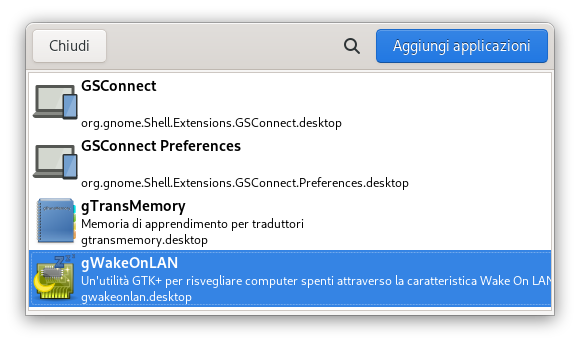 Chiudi
Aggiungi applicazioni
GSConnect
org.gnome.Shell.Extensions.GSConnect.desktop
GSConnect Preferences
org.gnome.Shell.Extensions.GSConnect.Preferences.desktop
gTransMemory
Memoria di apprendimento per traduttori
gtransmemory.desktop
gWakeOnLAN
Un'utilità GTK+ per risvegliare computer spenti attraverso la caratteristica Wake On LAN
gwakeonlan.desktop